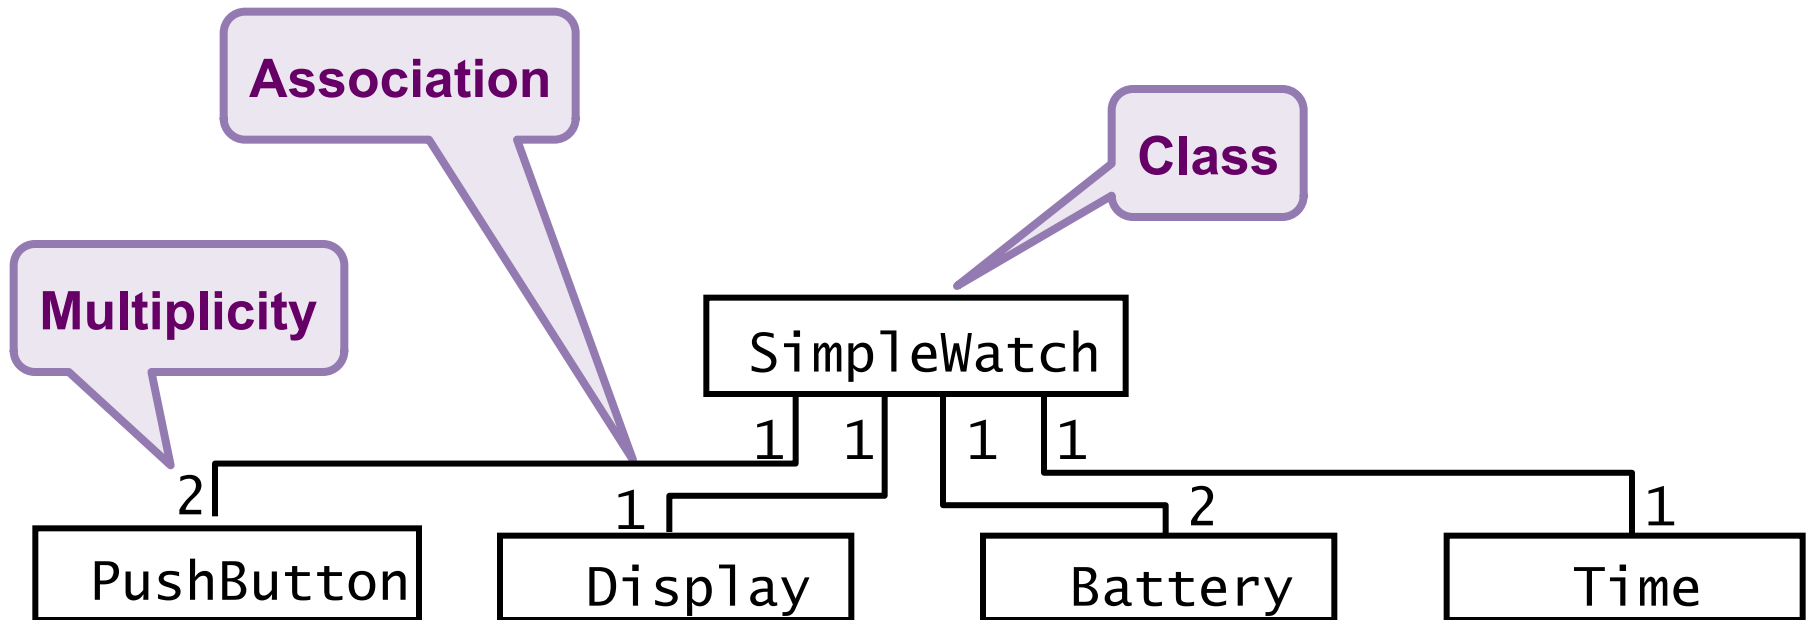 Association
Class
Multiplicity
SimpleWatch
1 1 1 1
2 1 2 1
PushButton Display Battery Time